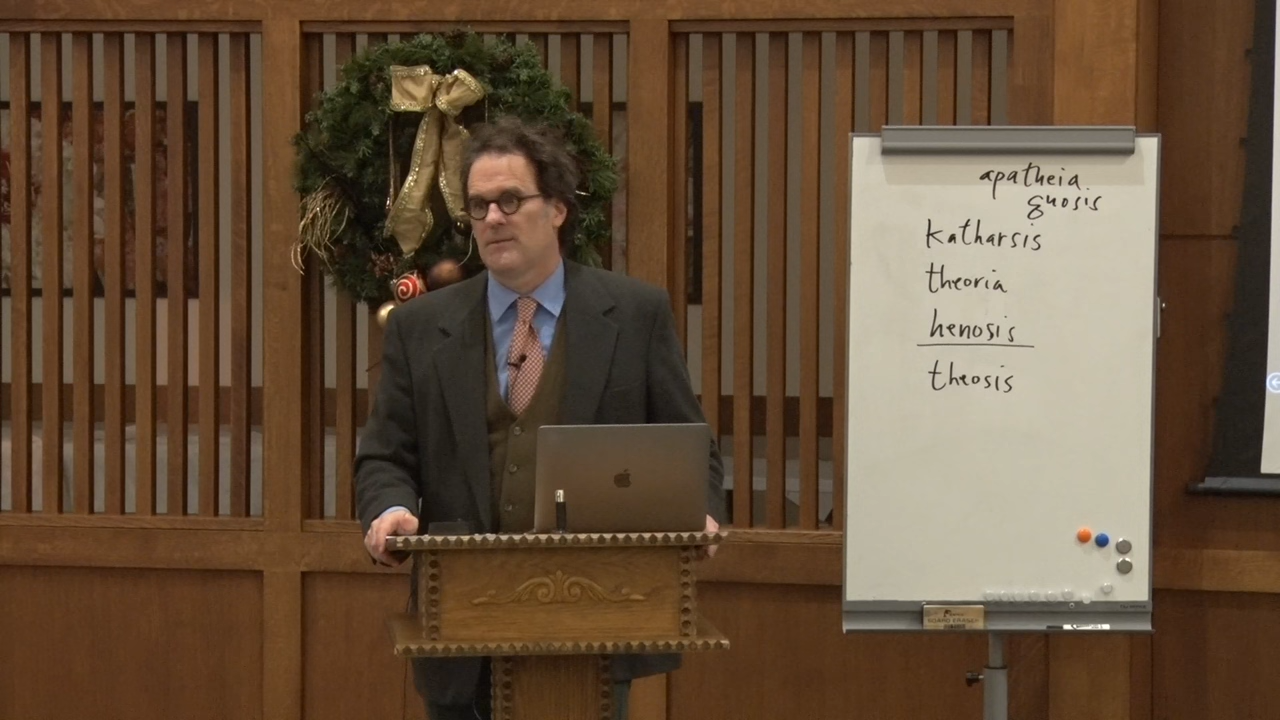 apatheia
gnosis
katharsis
theoria
henosis
theosis